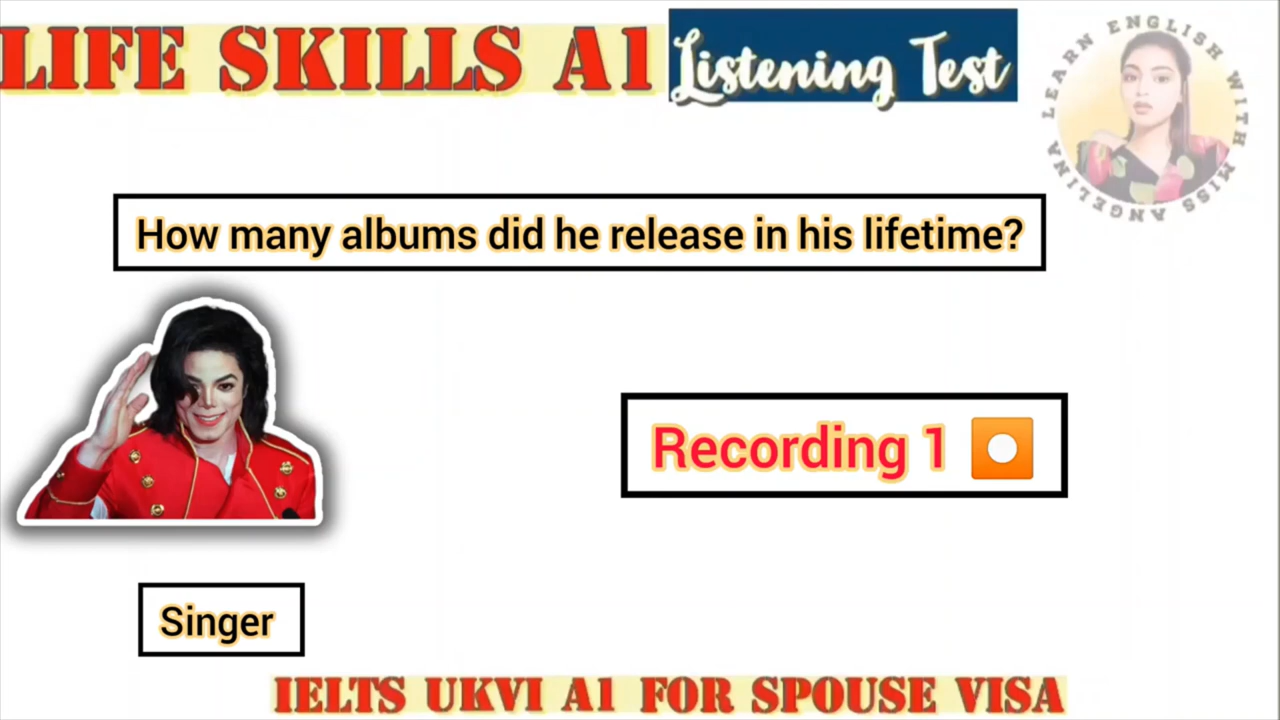 LIFE SKILLS A1 Listening Test
LEARN ENGLISH WITH MISS ANGELINA
How many albums did he release in his lifetime?
Recording 1
Singer
IELTS UKVI A1 FOR SPOUSE VISA